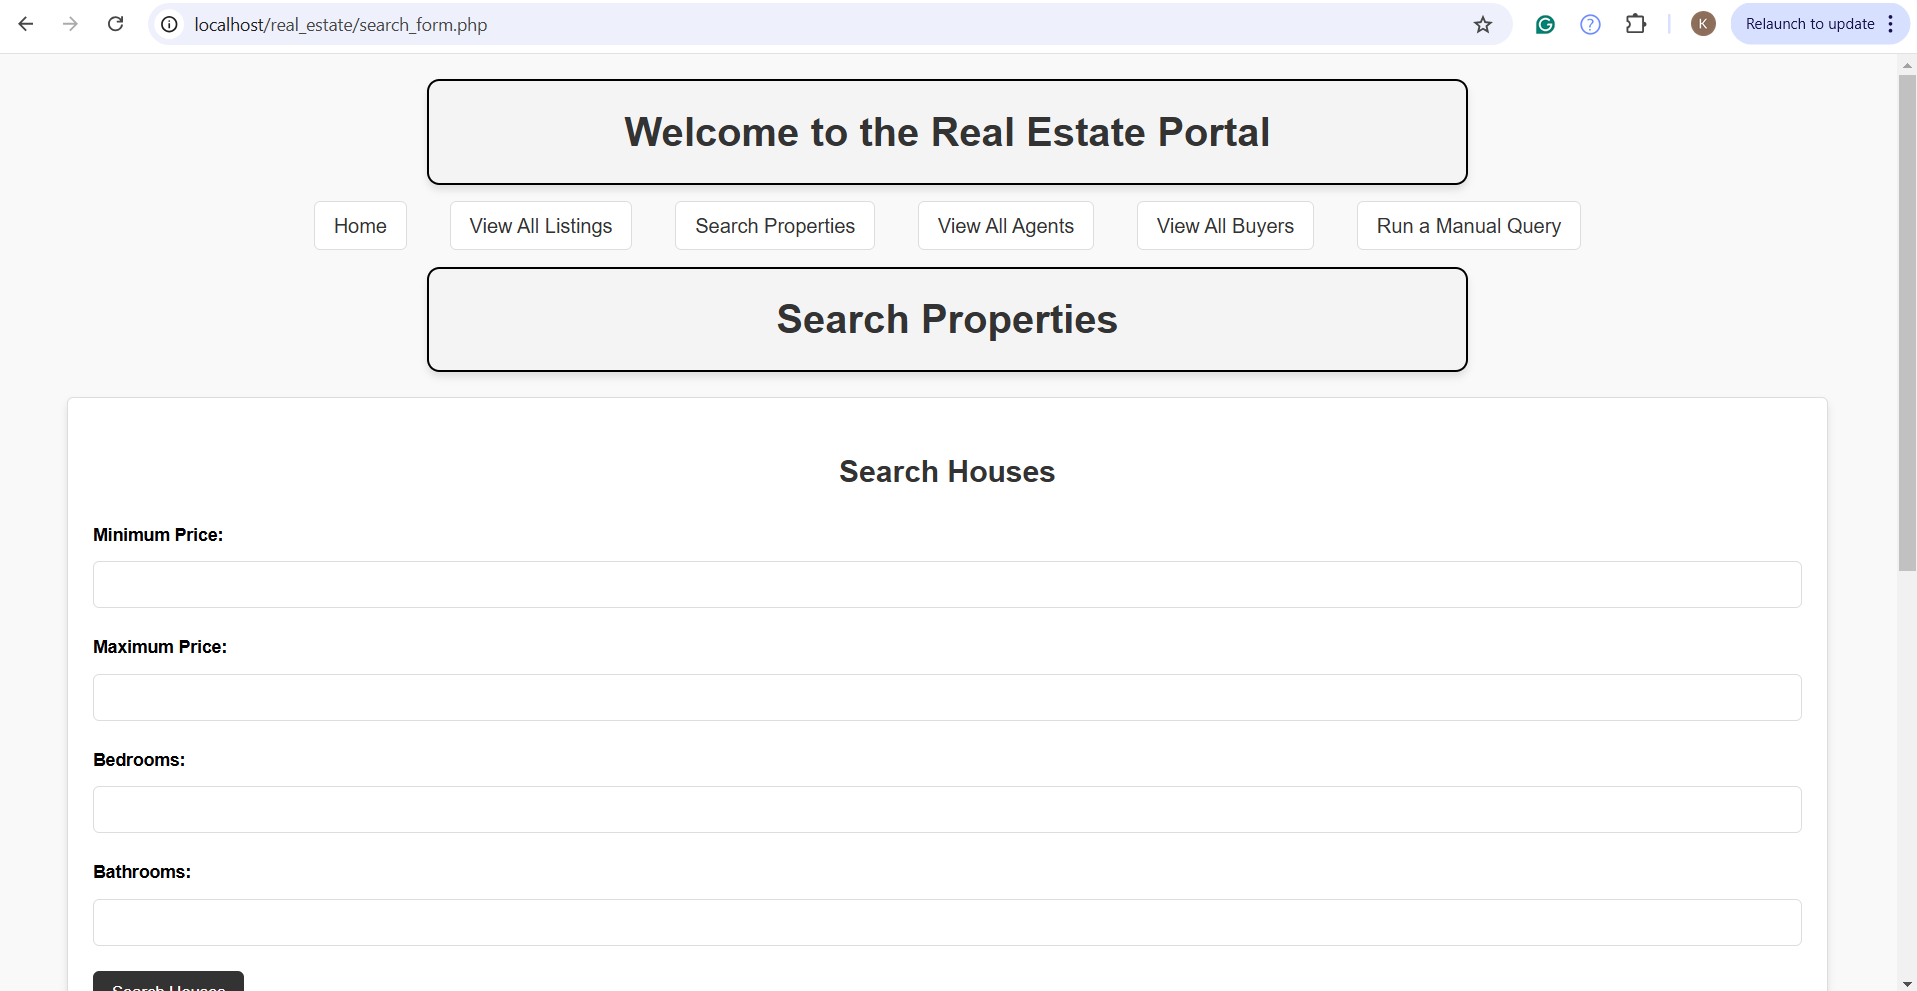 localhost/real_estate/search_form.php
K
Relaunch to update
Welcome to the Real Estate Portal
Home
View All Listings
Search Properties
View All Agents
View All Buyers
Run a Manual Query
Search Properties
Search Houses
Minimum Price:
Maximum Price:
Bedrooms:
Bathrooms:
Search Houses